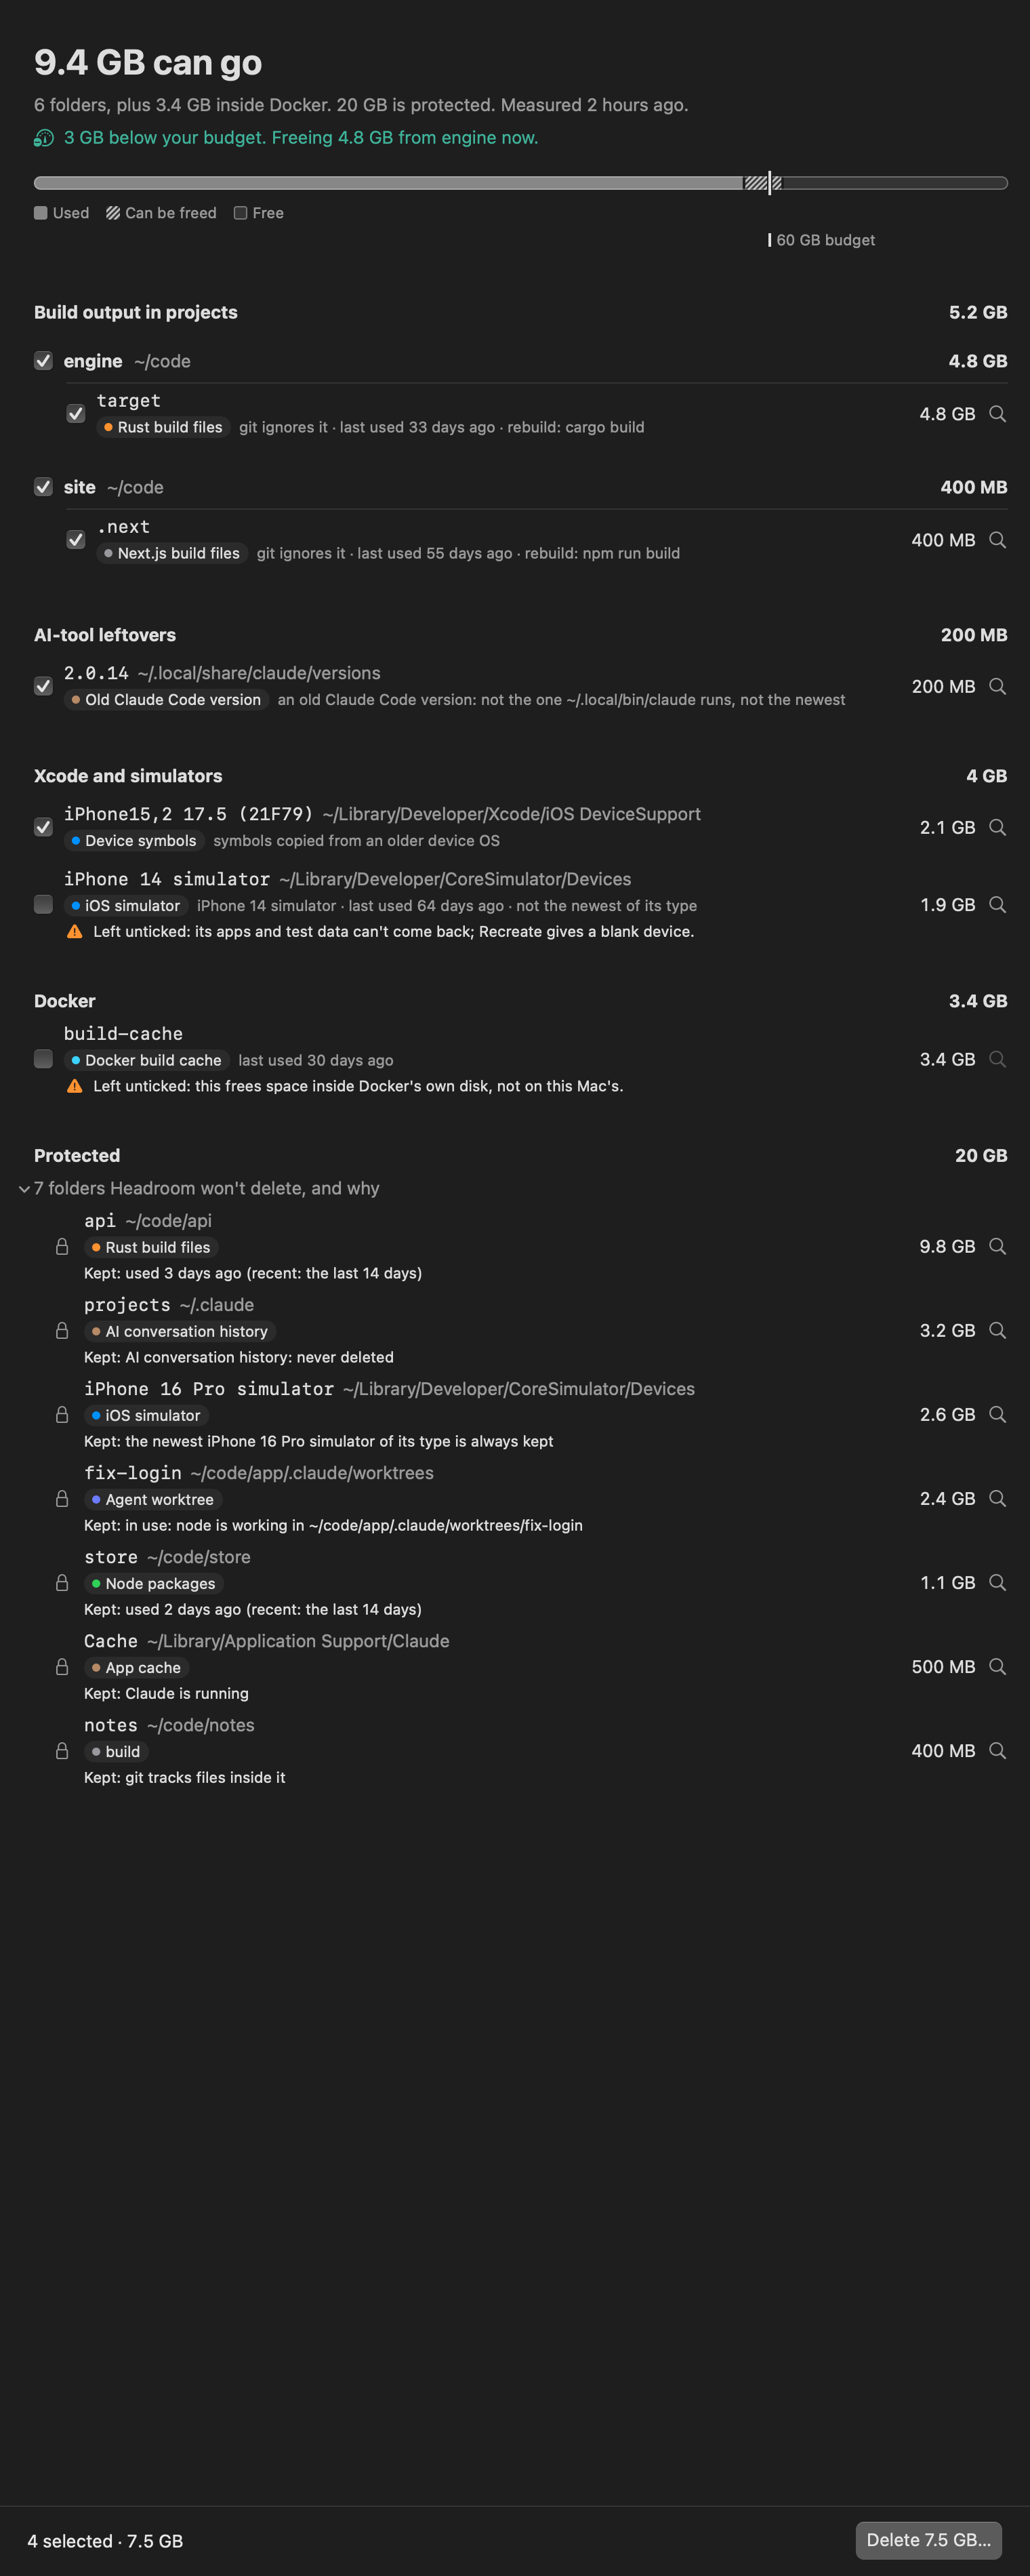 9.4 GB can go
6 folders, plus 3.4 GB inside Docker. 20 GB is protected. Measured 2 hours ago.
3 GB below your budget. Freeing 4.8 GB from engine now.
Used Can be freed Free
60 GB budget
Build output in projects 5.2 GB
engine ~/code 4.8 GB
target
Rust build files git ignores it · last used 33 days ago · rebuild: cargo build 4.8 GB
site ~/code 400 MB
.next
Next.js build files git ignores it · last used 55 days ago · rebuild: npm run build 400 MB
AI-tool leftovers 200 MB
2.0.14 ~/.local/share/claude/versions
Old Claude Code version an old Claude Code version: not the one ~/.local/bin/claude runs, not the newest 200 MB
Xcode and simulators 4 GB
iPhone15,2 17.5 (21F79) ~/Library/Developer/Xcode/iOS DeviceSupport
Device symbols symbols copied from an older device OS 2.1 GB
iPhone 14 simulator ~/Library/Developer/CoreSimulator/Devices
iOS simulator iPhone 14 simulator · last used 64 days ago · not the newest of its type 1.9 GB
Left unticked: its apps and test data can't come back; Recreate gives a blank device.
Docker 3.4 GB
build-cache
Docker build cache last used 30 days ago 3.4 GB
Left unticked: this frees space inside Docker's own disk, not on this Mac's.
Protected 20 GB
7 folders Headroom won't delete, and why
api ~/code/api
Rust build files 9.8 GB
Kept: used 3 days ago (recent: the last 14 days)
projects ~/.claude
AI conversation history 3.2 GB
Kept: AI conversation history: never deleted
iPhone 16 Pro simulator ~/Library/Developer/CoreSimulator/Devices
iOS simulator 2.6 GB
Kept: the newest iPhone 16 Pro simulator of its type is always kept
fix-login ~/code/app/.claude/worktrees
Agent worktree 2.4 GB
Kept: in use: node is working in ~/code/app/.claude/worktrees/fix-login
store ~/code/store
Node packages 1.1 GB
Kept: used 2 days ago (recent: the last 14 days)
Cache ~/Library/Application Support/Claude
App cache 500 MB
Kept: Claude is running
notes ~/code/notes
build 400 MB
Kept: git tracks files inside it
4 selected · 7.5 GB Delete 7.5 GB...